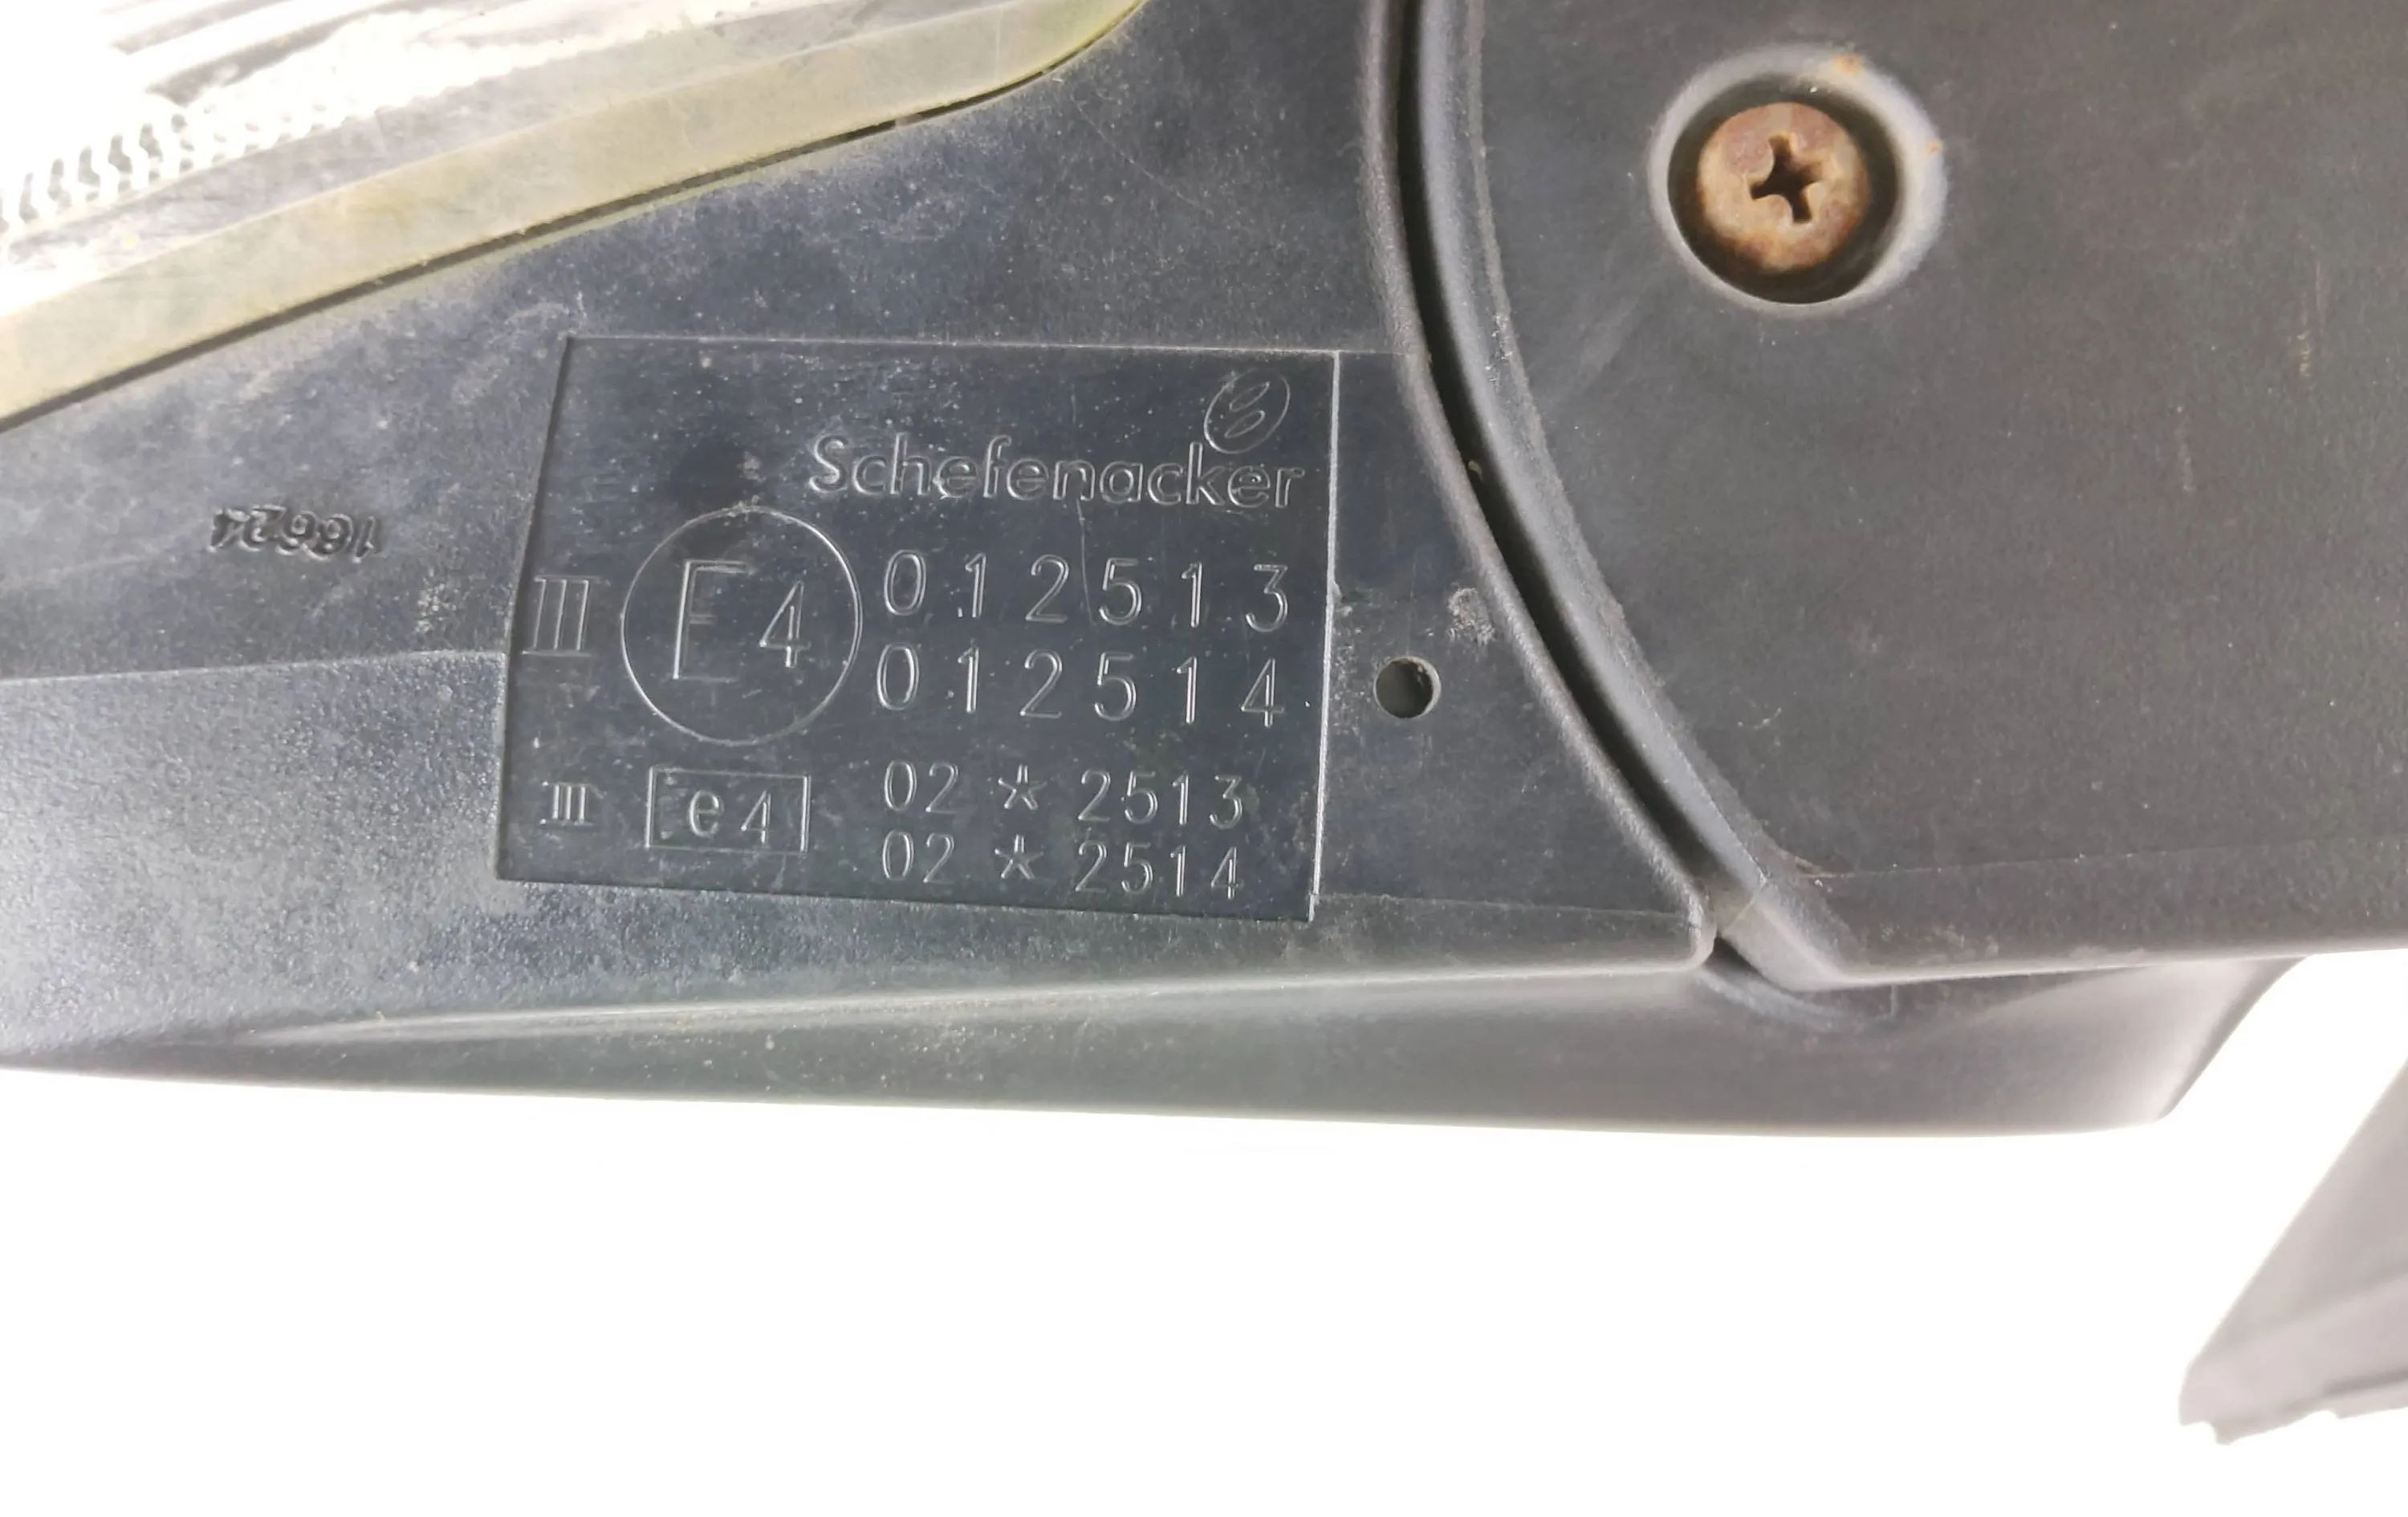 Schefenacker
16624
III E4 012513
012514
III e4 02 * 2513
02 * 2514